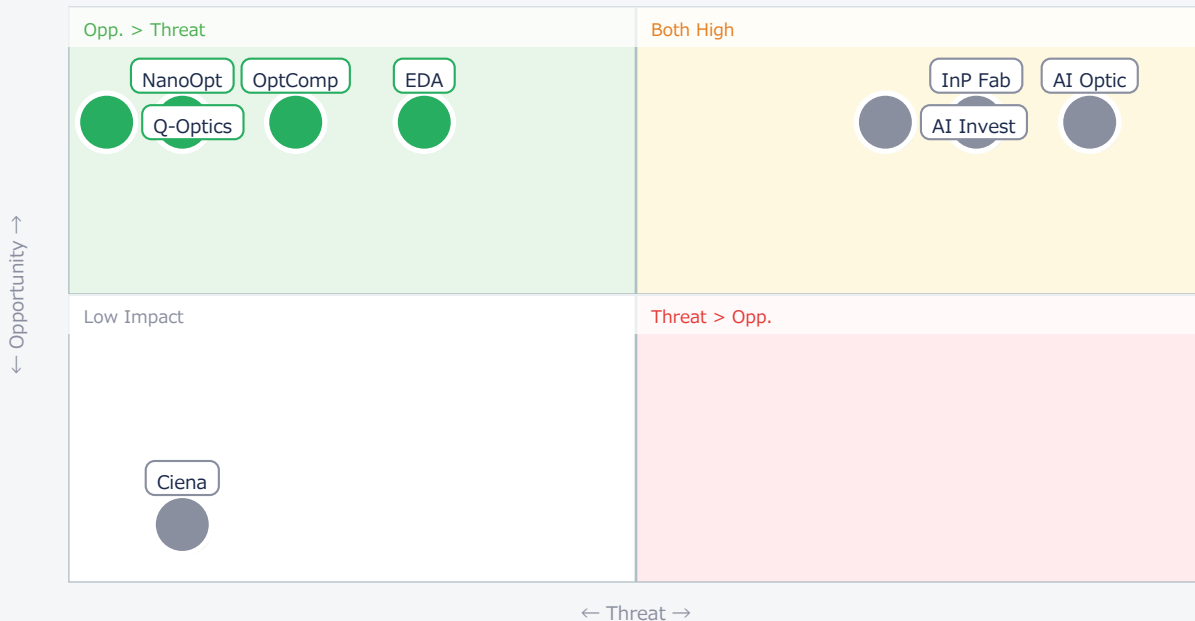 Opp. > Threat
Both High
NanoOpt
OptComp
EDA
InP Fab
AI Optic
Q-Optics
AI Invest
← Opportunity →
Low Impact
Threat > Opp.
Ciena
← Threat →